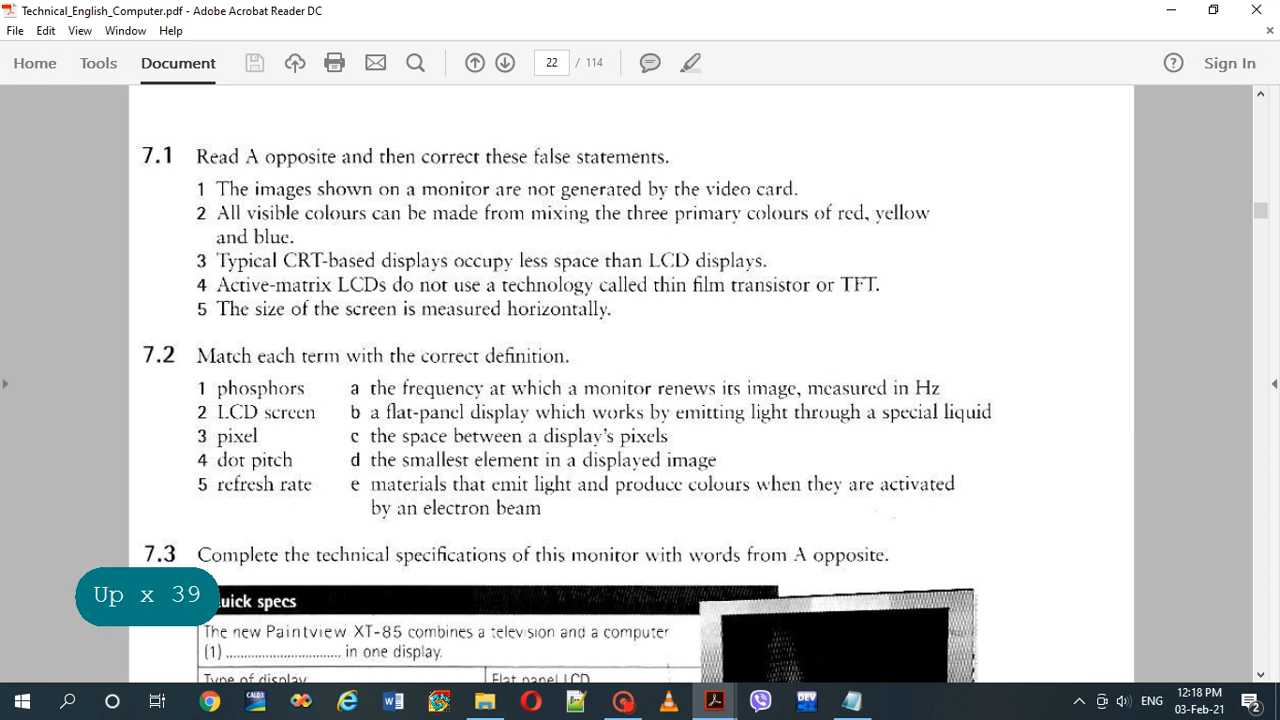 Technical_English_Computer.pdf - Adobe Acrobat Reader DC
File Edit View Window Help
Home Tools Document 22 / 114 Sign In
7.1 Read A opposite and then correct these false statements.
1 The images shown on a monitor are not generated by the video card.
2 All visible colours can be made from mixing the three primary colours of red, yellow
and blue.
3 Typical CRT-based displays occupy less space than LCD displays.
4 Active-matrix LCDs do not use a technology called thin film transistor or TFT.
5 The size of the screen is measured horizontally.
7.2 Match each term with the correct definition.
1 phosphors a the frequency at which a monitor renews its image, measured in Hz
2 LCD screen b a flat-panel display which works by emitting light through a special liquid
3 pixel c the space between a display's pixels
4 dot pitch d the smallest element in a displayed image
5 refresh rate e materials that emit light and produce colours when they are activated
by an electron beam
7.3 Complete the technical specifications of this monitor with words from A opposite.
Up x 39
uick specs
The new Paintview XT-85 combines a television and a computer
(1) .............................. in one display.
Type of display Flat panel LCD
CALD3
DEV
ENG
12:18 PM
03-Feb-21
2